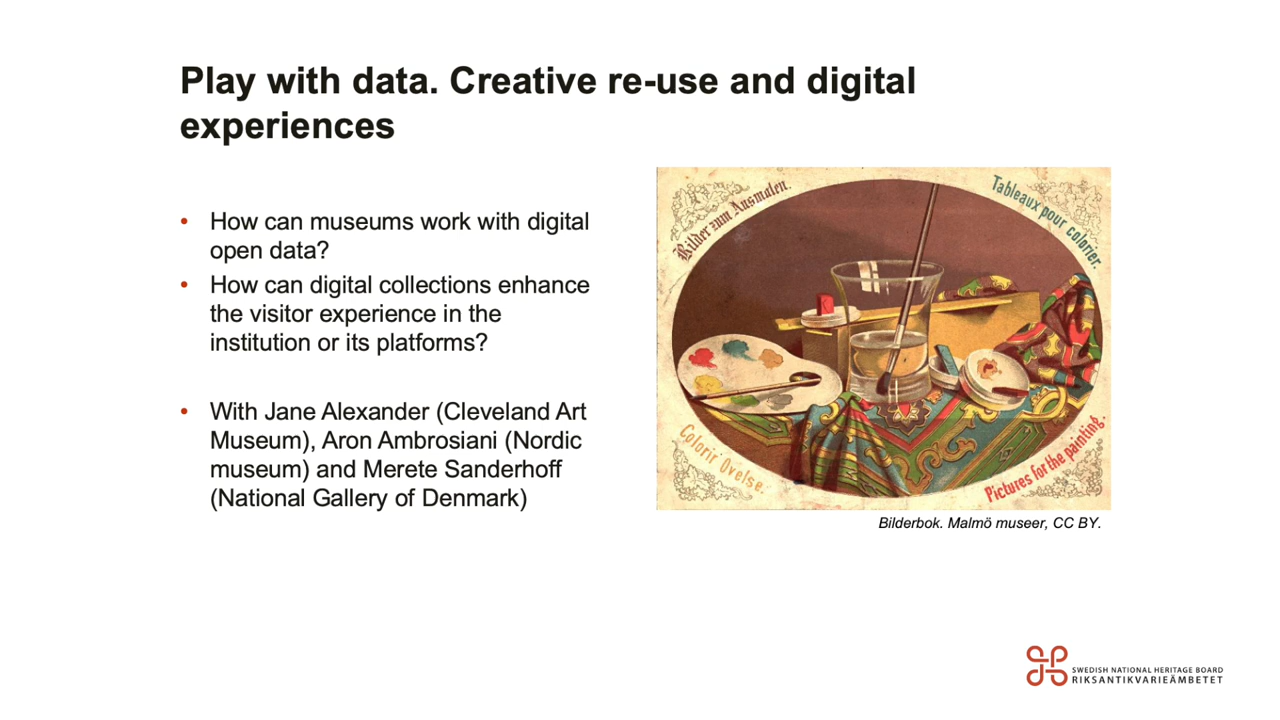 Play with data. Creative re-use and digital
experiences
• How can museums work with digital
open data?
• How can digital collections enhance
the visitor experience in the
institution or its platforms?
• With Jane Alexander (Cleveland Art
Museum), Aron Ambrosiani (Nordic
museum) and Merete Sanderhoff
(National Gallery of Denmark)
Bilder zum Ausmalen.
Tableaux pour colorier.
Colorir Ovelse.
Pictures for the painting.
Bilderbok. Malmö museer, CC BY.
SWEDISH NATIONAL HERITAGE BOARD
RIKSANTIKVARIEÄMBETET